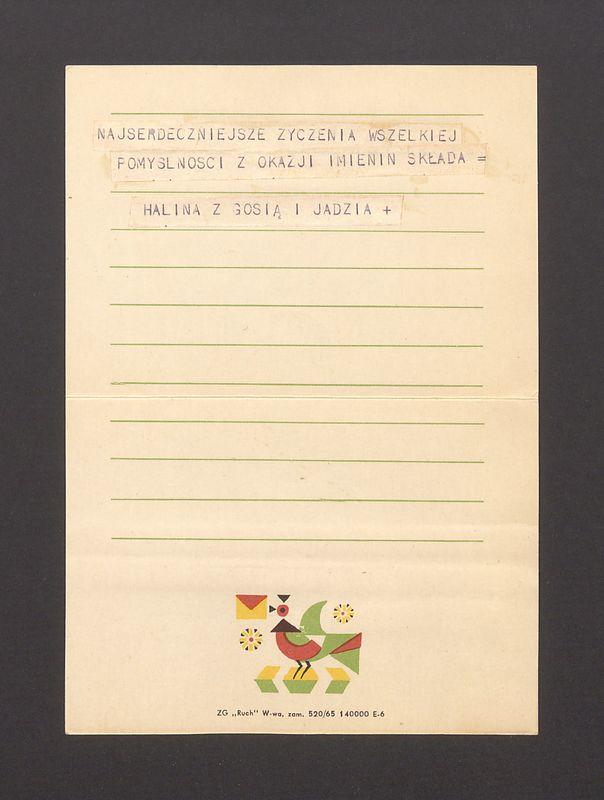 NAJSERDECZNIEJSZE ZYCZENIA WSZELKIEJ
POMYSLNOSCI Z OKAZJI IMIENIN SKŁADA =
HALINA Z GOSIĄ I JADZIA +
ZG „Ruch" W-wa, zam. 520/65 140000 E-6